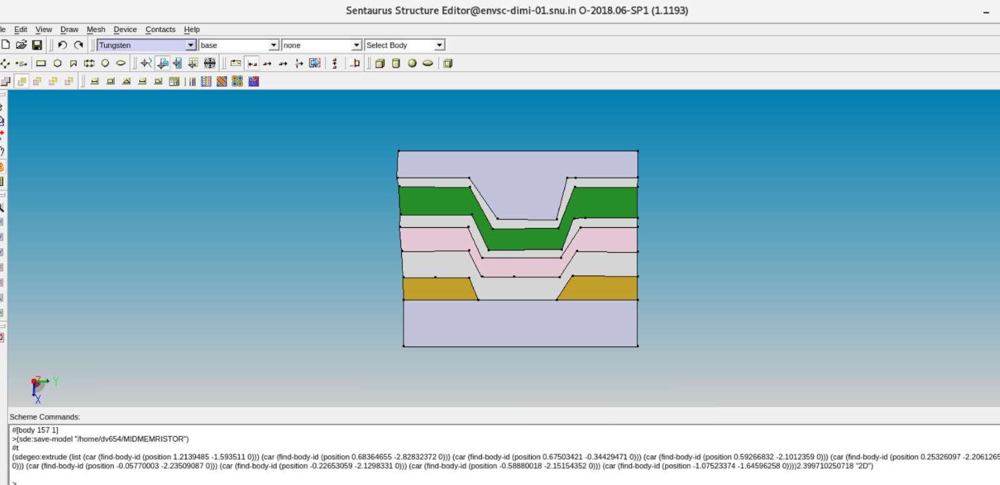 Sentaurus Structure Editor@envsc-dimi-01.snu.in O-2018.06-SP1 (1.1193)
le Edit View Draw Mesh Device Contacts Help
Tungsten base none Select Body
Z
Y
X
Scheme Commands:
#[body 157 1]
>(sde:save-model "/home/dv654/MIDMEMRISTOR")
#t
(sdegeo:extrude (list (car (find-body-id (position 1.2139485 -1.593511 0))) (car (find-body-id (position 0.68364655 -2.82832372 0))) (car (find-body-id (position 0.67503421 -0.34429471 0))) (car (find-body-id (position 0.59266832 -2.1012359 0))) (car (find-body-id (position 0.25326097 -2.2061265
0))) (car (find-body-id (position -0.05770003 -2.23509087 0))) (car (find-body-id (position -0.22653059 -2.1298331 0))) (car (find-body-id (position -0.58880018 -2.15154352 0))) (car (find-body-id (position -1.07523374 -1.64596258 0))))2.399710250718 "2D")
>